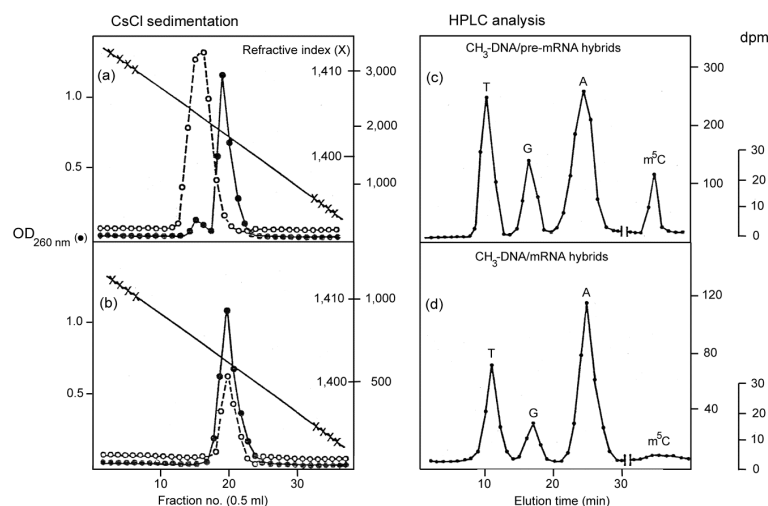 CsCl sedimentation
HPLC analysis
dpm
Refractive index (X)
CH3-DNA/pre-mRNA hybrids
(a)
(c)
1,410
3,000
300
T
A
1.0
2,000
200
G
m5C
0.5
1,400
1,000
100
30
20
10
0
OD260 nm (●)
CH3-DNA/mRNA hybrids
(b)
(d)
1,410
1,000
120
T
A
1.0
80
1,400
500
0.5
40
G
m5C
30
20
10
0
10 20 30
10 20 30
Fraction no. (0.5 ml)
Elution time (min)